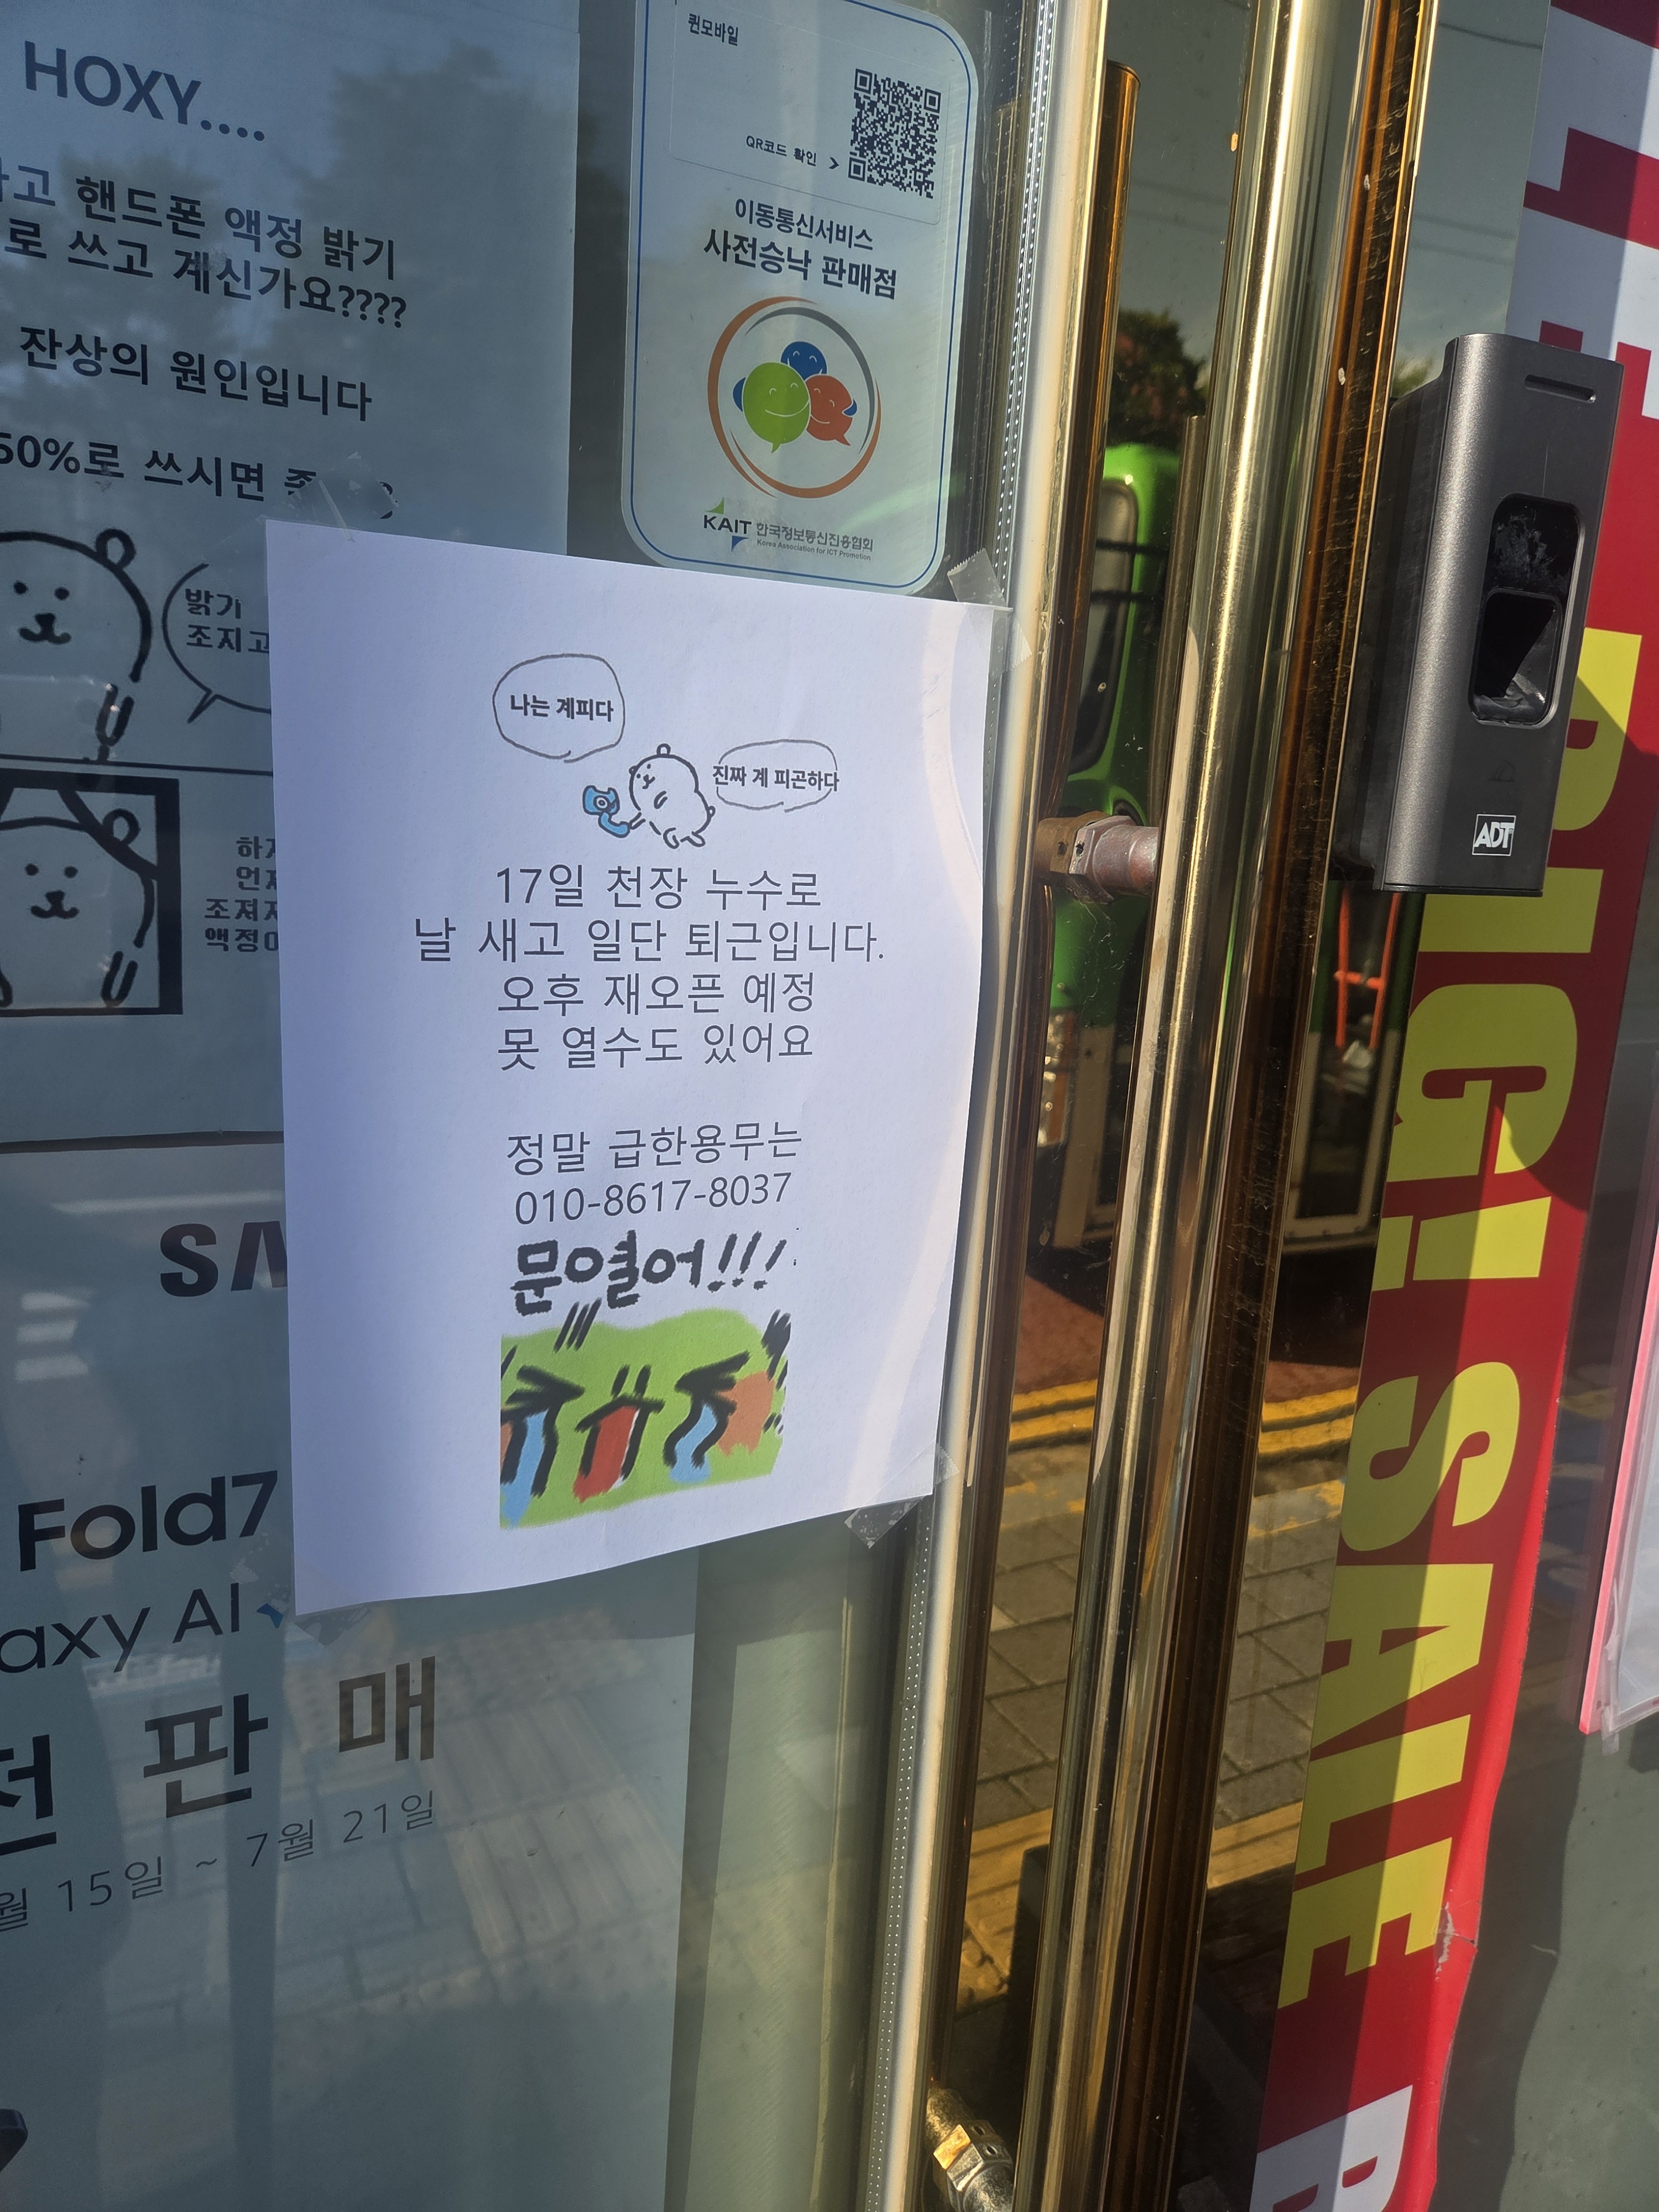 HOXY....
고 핸드폰 액정 밝기
로 쓰고 계신가요????
잔상의 원인입니다
50%로 쓰시면
밝기
조지고
조져
액정
SA
Fold7
axy AI
전 판 매
월 15일 ~ 7월 21일
퀸모바일
QR코드 확인 >
이동통신서비스
사전승낙 판매점
KAIT 한국정보통신진흥협회
Korea Association for ICT Promotion
나는 계피다
진짜 계 피곤하다
17일 천장 누수로
날 새고 일단 퇴근입니다.
오후 재오픈 예정
못 열수도 있어요
정말 급한용무는
010-8617-8037
문열어!!!
ADT
BIG! SALE B